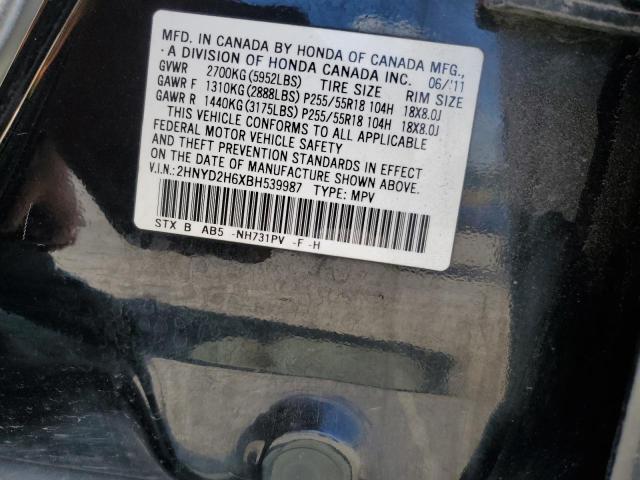 MFD. IN CANADA BY HONDA OF CANADA MFG.,
A DIVISION OF HONDA CANADA INC. 06/'11
GVWR 2700KG(5952LBS) TIRE SIZE RIM SIZE
GAWR F 1310KG(2888LBS) P255/55R18 104H 18X8.0J
GAWR R 1440KG(3175LBS) P255/55R18 104H 18X8.0J
THIS VEHICLE CONFORMS TO ALL APPLICABLE
FEDERAL MOTOR VEHICLE SAFETY
AND THEFT PREVENTION STANDARDS IN EFFECT
ON THE DATE OF MANUFACTURE SHOWN ABOVE.
V.I.N.:2HNYD2H6XBH539987 TYPE: MPV
STX B AB5 -NH731PV -F -H